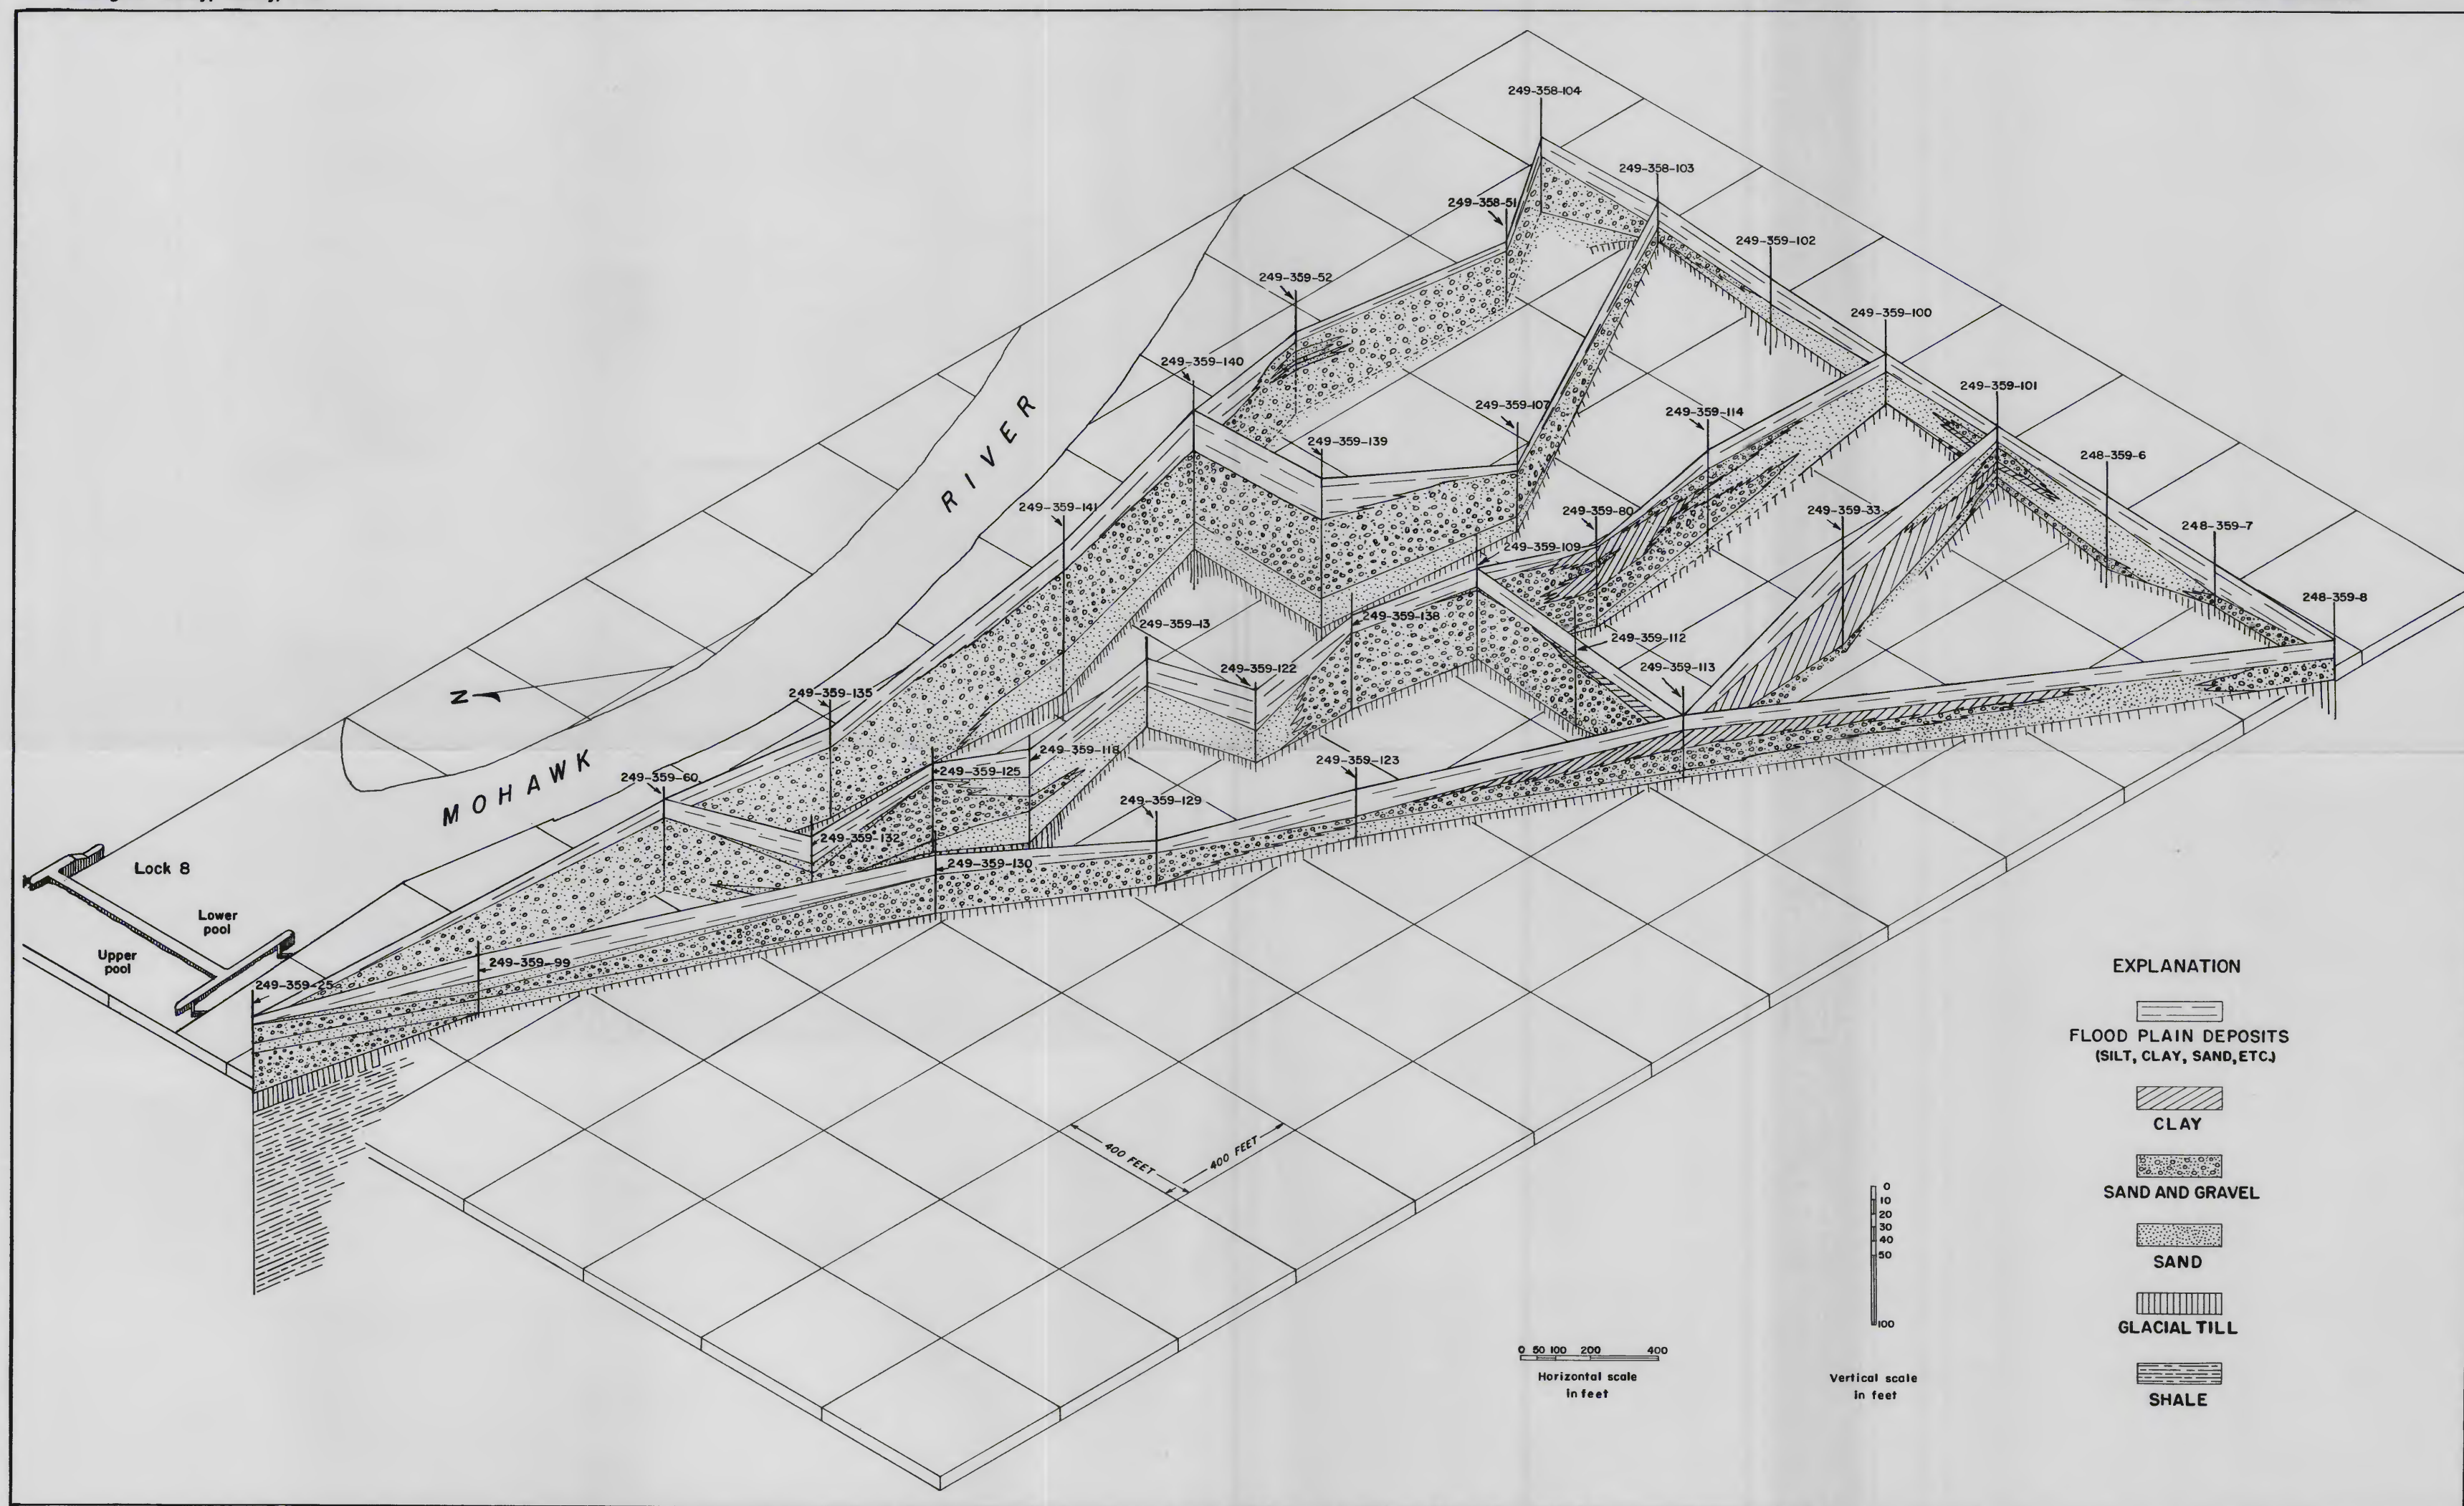 249-358-104
249-358-103
249-358-51
249-359-102
249-359-52
249-359-100
249-359-140
249-359-101
249-359-107
249-359-114
249-359-139
248-359-6
249-359-141
249-359-80
249-359-33
248-359-7
249-359-109
248-359-8
249-359-13
249-359-138
249-359-112
249-359-122
249-359-113
249-359-135
249-359-118
249-359-60
249-359-125
249-359-123
249-359-129
249-359-132
249-359-130
249-359-99
249-359-25
MOHAWK RIVER
N
Lock 8
Lower
pool
Upper
pool
400 FEET
400 FEET
0 50 100 200 400
Horizontal scale
in feet
0
10
20
30
40
50
100
Vertical scale
in feet
EXPLANATION
FLOOD PLAIN DEPOSITS
(SILT, CLAY, SAND, ETC.)
CLAY
SAND AND GRAVEL
SAND
GLACIAL TILL
SHALE